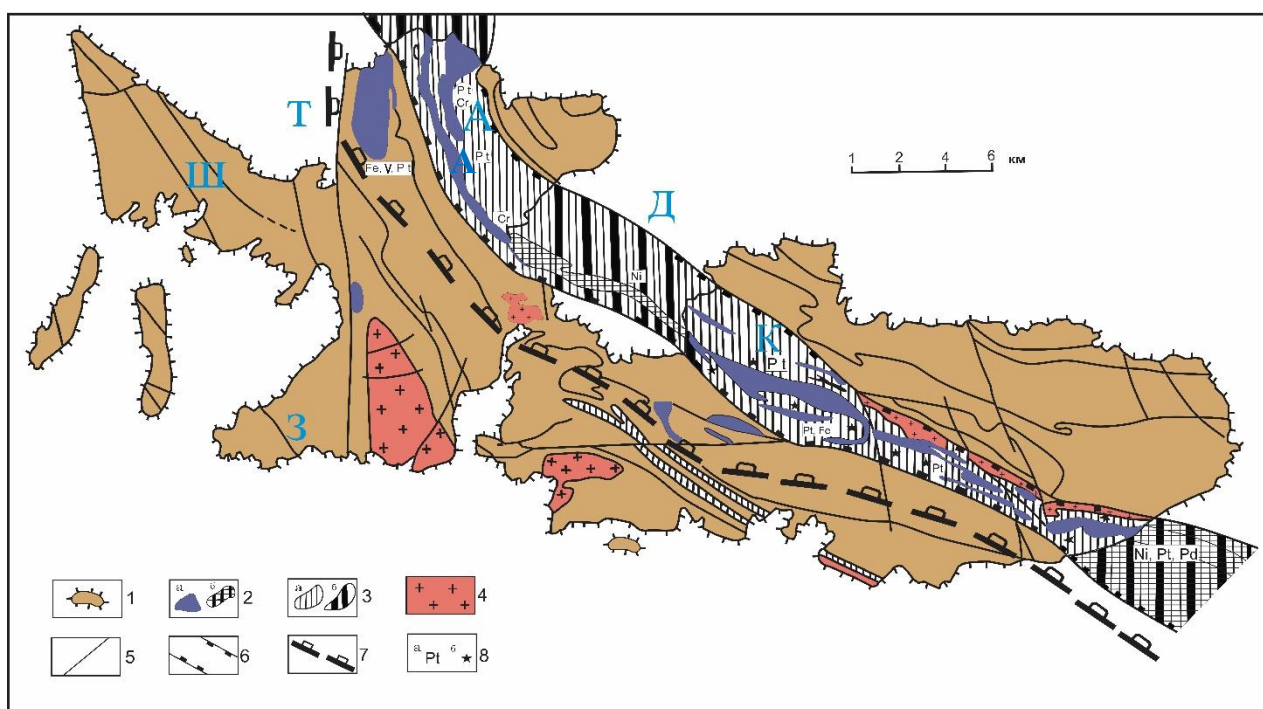 Т
Pt
Cr
А
А
Pt
Fe, V, Pt
Ш
1 2 4 6 км
Д
Cr
Ni
К
Pt
З
Pt, Fe
Pt
Ni, Pt, Pd
а б 2
а б 3
1
4
5
6
7
а Pt б 8